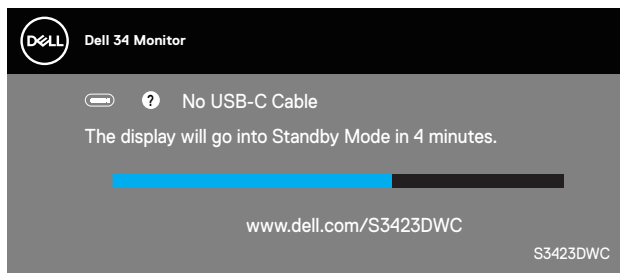 DELL
Dell 34 Monitor
? No USB-C Cable
The display will go into Standby Mode in 4 minutes.
www.dell.com/S3423DWC
S3423DWC